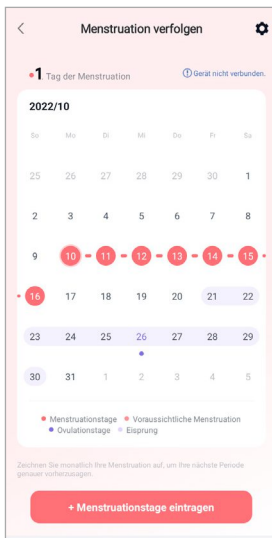 Menstruation verfolgen
1. Tag der Menstruation
Gerät nicht verbunden.
2022/10
So Mo Di Mi Do Fr Sa
25 26 27 28 29 30 1
2 3 4 5 6 7 8
9 10 11 12 13 14 15
16 17 18 19 20 21 22
23 24 25 26 27 28 29
30 31 1 2 3 4 5
Menstruationstage Voraussichtliche Menstruation
Ovulationstage Eisprung
Zeichnen Sie monatlich Ihre Menstruation auf, um Ihre nächste Periode
genauer vorherzusagen.
+ Menstruationstage eintragen